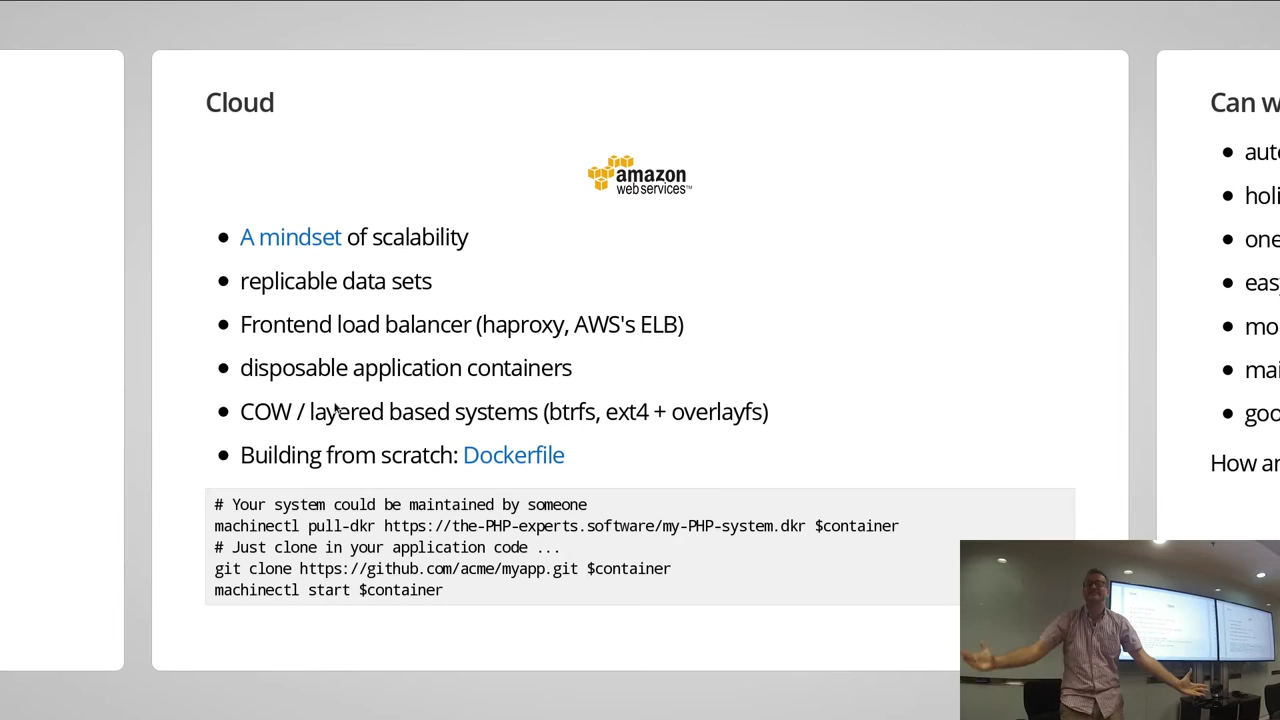 Cloud
amazon
web services™
A mindset of scalability
replicable data sets
Frontend load balancer (haproxy, AWS's ELB)
disposable application containers
COW / layered based systems (btrfs, ext4 + overlayfs)
Building from scratch: Dockerfile
# Your system could be maintained by someone
machinectl pull-dkr https://the-PHP-experts.software/my-PHP-system.dkr $container
# Just clone in your application code ...
git clone https://github.com/acme/myapp.git $container
machinectl start $container
Can w
aut
holi
one
easy
mo
mai
goo
How an